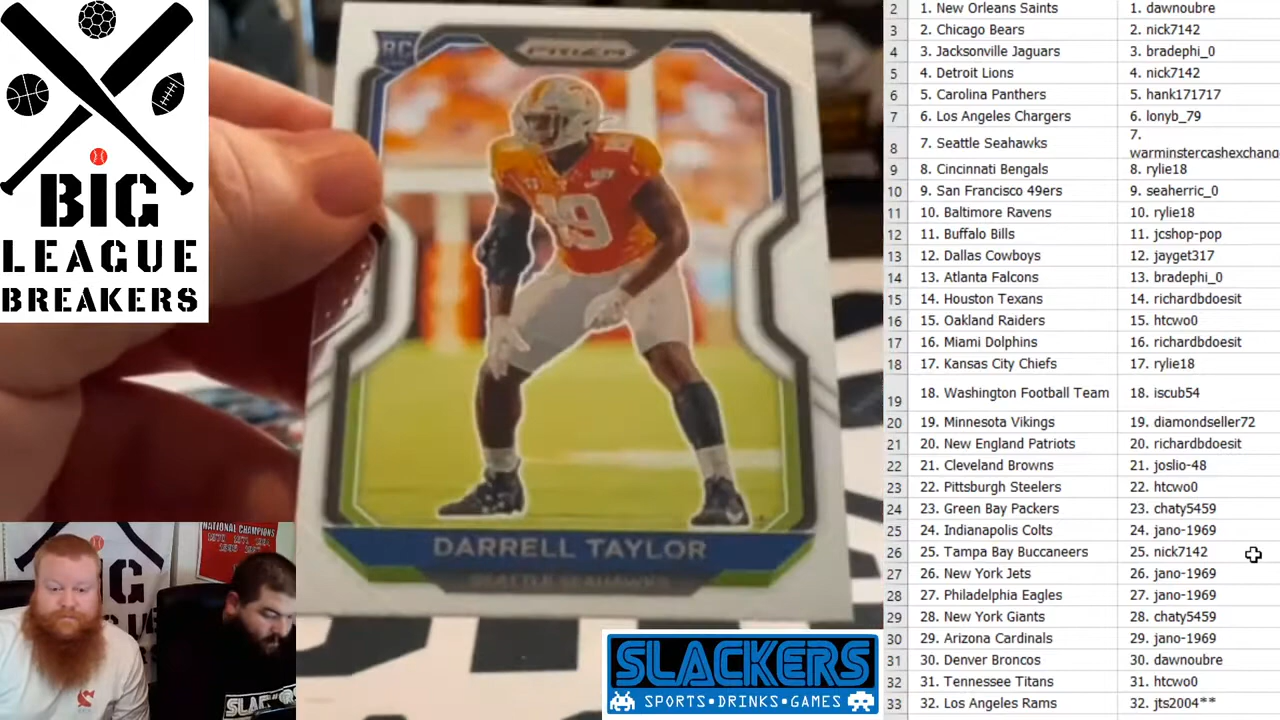 BIG
LEAGUE
BREAKERS
RC
PRIZM
19
DARRELL TAYLOR
SEATTLE SEAHAWKS
NATIONAL CHAMPIONS
G
SLACKERS
SPORTS•DRINKS•GAMES
2 1. New Orleans Saints 1. dawnoubre
3 2. Chicago Bears 2. nick7142
4 3. Jacksonville Jaguars 3. bradephi_0
5 4. Detroit Lions 4. nick7142
6 5. Carolina Panthers 5. hank171717
7 6. Los Angeles Chargers 6. lonyb_79
8 7. Seattle Seahawks 7.
warminstercashexchang
9 8. Cincinnati Bengals 8. rylie18
10 9. San Francisco 49ers 9. seaherric_0
11 10. Baltimore Ravens 10. rylie18
12 11. Buffalo Bills 11. jcshop-pop
13 12. Dallas Cowboys 12. jayget317
14 13. Atlanta Falcons 13. bradephi_0
15 14. Houston Texans 14. richardbdoesit
16 15. Oakland Raiders 15. htcwo0
17 16. Miami Dolphins 16. richardbdoesit
18 17. Kansas City Chiefs 17. rylie18
19 18. Washington Football Team 18. iscub54
20 19. Minnesota Vikings 19. diamondseller72
21 20. New England Patriots 20. richardbdoesit
22 21. Cleveland Browns 21. joslio-48
23 22. Pittsburgh Steelers 22. htcwo0
24 23. Green Bay Packers 23. chaty5459
25 24. Indianapolis Colts 24. jano-1969
26 25. Tampa Bay Buccaneers 25. nick7142
27 26. New York Jets 26. jano-1969
28 27. Philadelphia Eagles 27. jano-1969
29 28. New York Giants 28. chaty5459
30 29. Arizona Cardinals 29. jano-1969
31 30. Denver Broncos 30. dawnoubre
32 31. Tennessee Titans 31. htcwo0
33 32. Los Angeles Rams 32. jts2004**